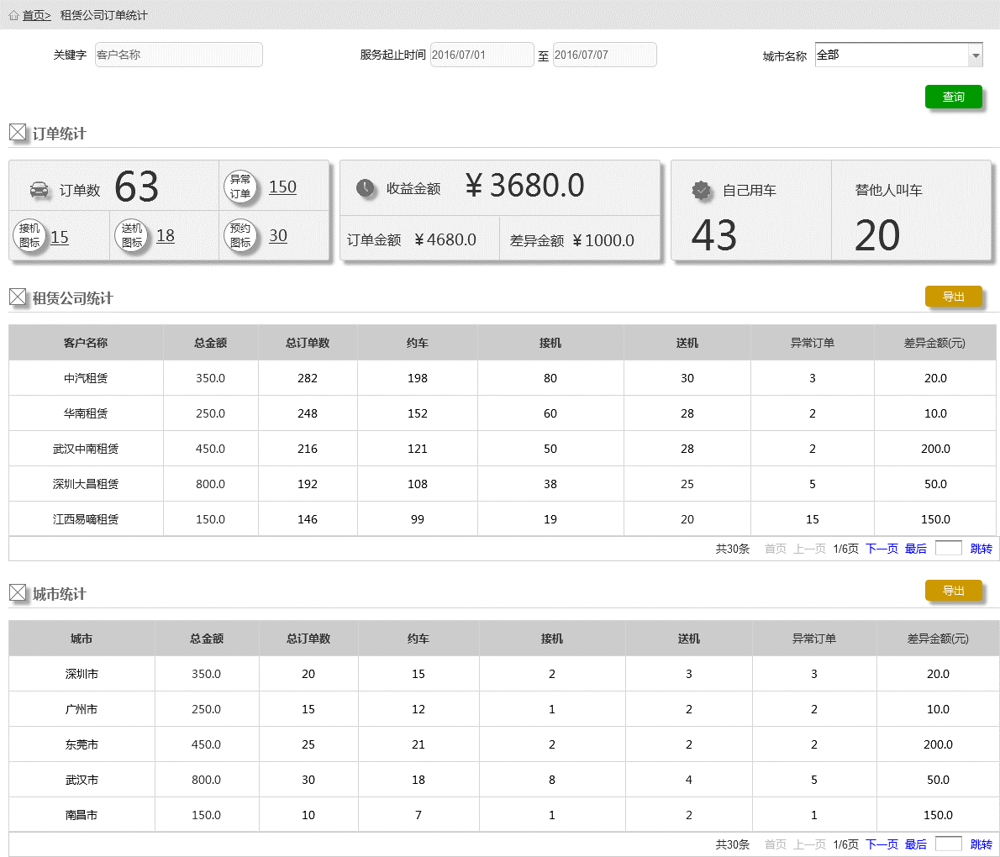 首页> 租赁公司订单统计
关键字 客户名称 服务起止时间 2016/07/01 至 2016/07/07 城市名称 全部
查询
订单统计
订单数 63 异常订单 150
接机图标 15 送机图标 18 预约图标 30
收益金额 ¥3680.0
订单金额 ¥4680.0 差异金额 ¥1000.0
自己用车 替他人叫车
43 20
租赁公司统计 导出
客户名称 总金额 总订单数 约车 接机 送机 异常订单 差异金额(元)
中汽租赁 350.0 282 198 80 30 3 20.0
华南租赁 250.0 248 152 60 28 2 10.0
武汉中南租赁 450.0 216 121 50 28 2 200.0
深圳大昌租赁 800.0 192 108 38 25 5 50.0
江西易嘀租赁 150.0 146 99 19 20 15 150.0
共30条 首页 上一页 1/6页 下一页 最后 跳转
城市统计 导出
城市 总金额 总订单数 约车 接机 送机 异常订单 差异金额(元)
深圳市 350.0 20 15 2 3 3 20.0
广州市 250.0 15 12 1 2 2 10.0
东莞市 450.0 25 21 2 2 2 200.0
武汉市 800.0 30 18 8 4 5 50.0
南昌市 150.0 10 7 1 2 1 150.0
共30条 首页 上一页 1/6页 下一页 最后 跳转